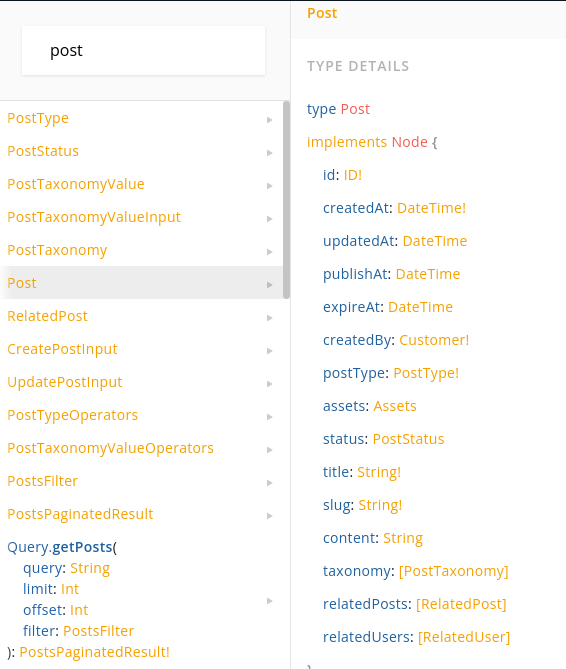 post
PostType
PostStatus
PostTaxonomyValue
PostTaxonomyValueInput
PostTaxonomy
Post
RelatedPost
CreatePostInput
UpdatePostInput
PostTypeOperators
PostTaxonomyValueOperators
PostsFilter
PostsPaginatedResult
Query.getPosts(
query: String
limit: Int
offset: Int
filter: PostsFilter
): PostsPaginatedResult!
Post
TYPE DETAILS
type Post
implements Node {
id: ID!
createdAt: DateTime!
updatedAt: DateTime
publishAt: DateTime
expireAt: DateTime
createdBy: Customer!
postType: PostType!
assets: Assets
status: PostStatus
title: String!
slug: String!
content: String
taxonomy: [PostTaxonomy]
relatedPosts: [RelatedPost]
relatedUsers: [RelatedUser]
}